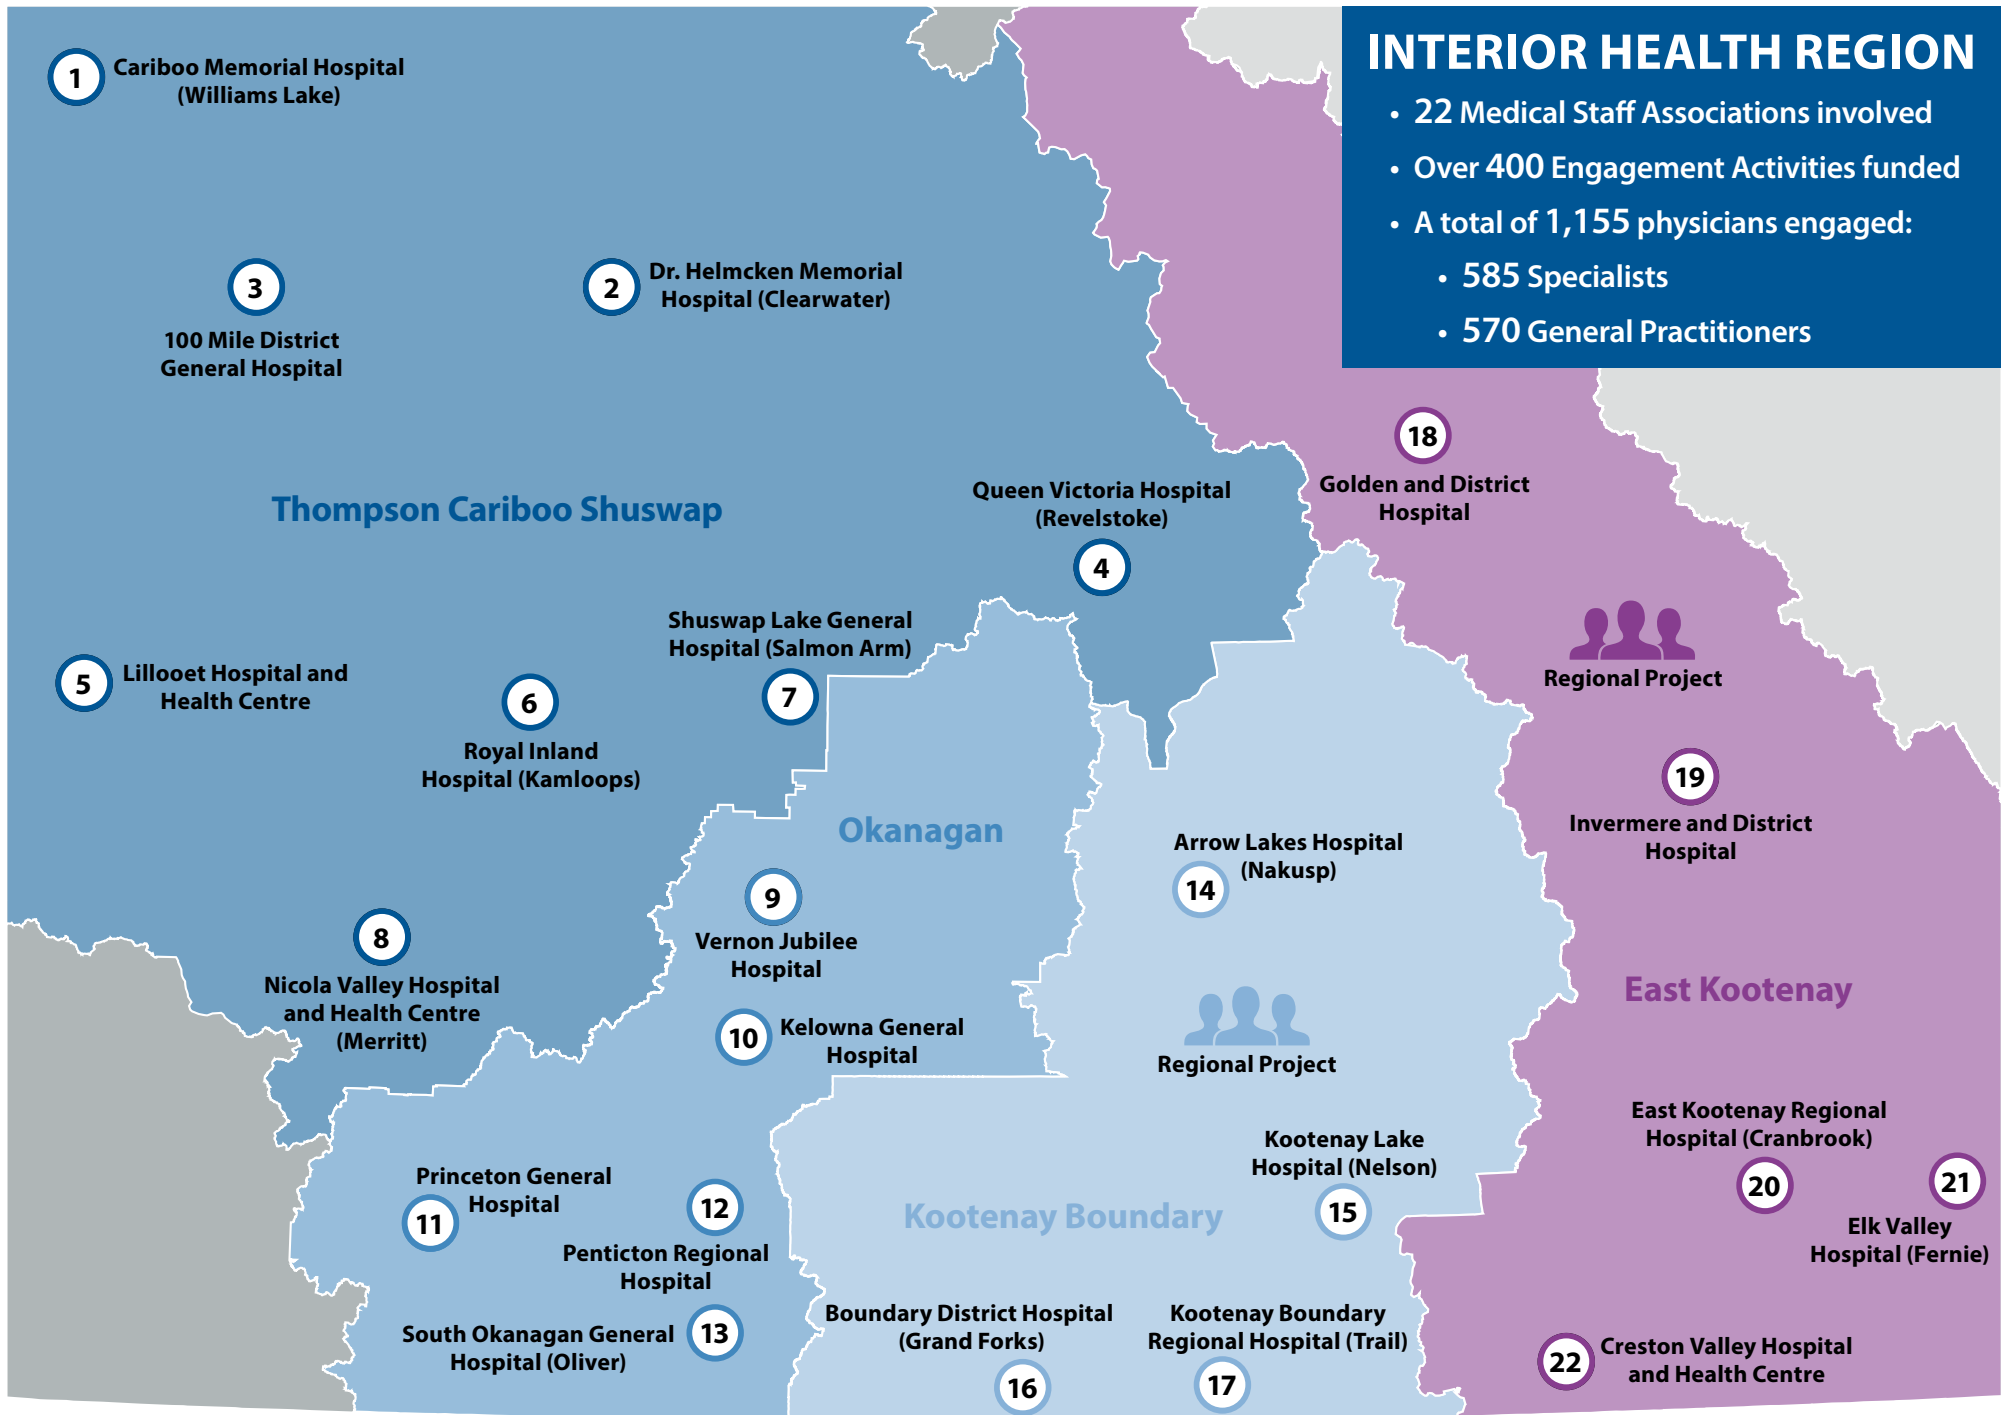 INTERIOR HEALTH REGION
• 22 Medical Staff Associations involved
• Over 400 Engagement Activities funded
• A total of 1,155 physicians engaged:
• 585 Specialists
• 570 General Practitioners
1
Cariboo Memorial Hospital
(Williams Lake)
3
100 Mile District
General Hospital
2
Dr. Helmcken Memorial
Hospital (Clearwater)
Thompson Cariboo Shuswap
Queen Victoria Hospital
(Revelstoke)
4
18
Golden and District
Hospital
Shuswap Lake General
Hospital (Salmon Arm)
7
5
Lillooet Hospital and
Health Centre
6
Royal Inland
Hospital (Kamloops)
Regional Project
19
Invermere and District
Hospital
Okanagan
Arrow Lakes Hospital
(Nakusp)
14
8
Nicola Valley Hospital
and Health Centre
(Merritt)
9
Vernon Jubilee
Hospital
10
Kelowna General
Hospital
Regional Project
East Kootenay
East Kootenay Regional
Hospital (Cranbrook)
20
21
Elk Valley
Hospital (Fernie)
Kootenay Lake
Hospital (Nelson)
15
Kootenay Boundary
Princeton General
Hospital
11
12
Penticton Regional
Hospital
South Okanagan General
Hospital (Oliver)
13
Boundary District Hospital
(Grand Forks)
16
Kootenay Boundary
Regional Hospital (Trail)
17
22
Creston Valley Hospital
and Health Centre